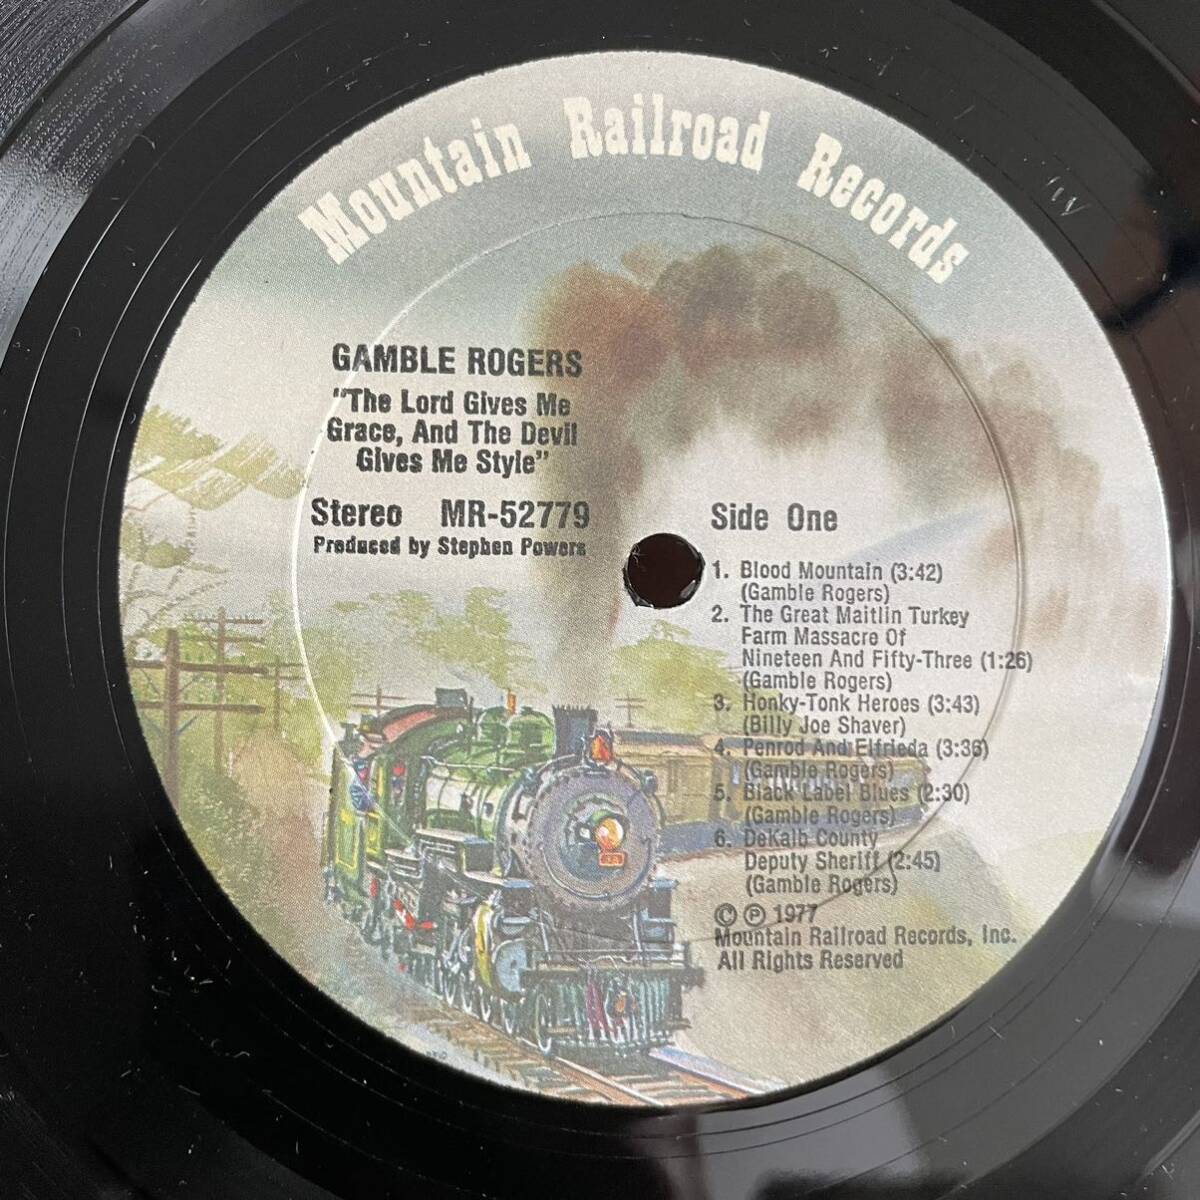 Mountain Railroad Records
GAMBLE ROGERS
"The Lord Gives Me
Grace, And The Devil
Gives Me Style"
Stereo MR-52779
Produced by Stephen Powers
Side One
1. Blood Mountain (3:42)
(Gamble Rogers)
2. The Great Maitlin Turkey
Farm Massacre Of
Nineteen And Fifty-Three (1:26)
(Gamble Rogers)
3. Honky-Tonk Heroes (3:43)
(Billy Joe Shaver)
4. Penrod And Elfrieda (3:36)
(Gamble Rogers)
5. Black Label Blues (2:30)
(Gamble Rogers)
6. DeKalb County
Deputy Sheriff (2:45)
(Gamble Rogers)
© ℗ 1977
Mountain Railroad Records, Inc.
All Rights Reserved